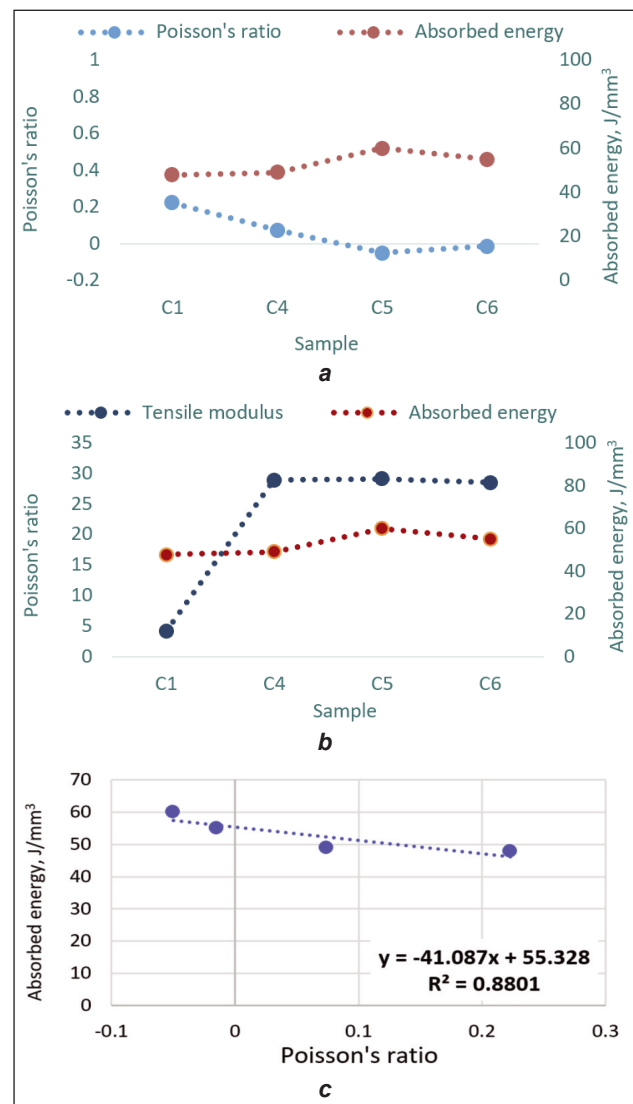 Poisson's ratio Absorbed energy
1 100
0.8 80
0.6 60
0.4 40
0.2 20
0
-0.2 0
Poisson's ratio
Absorbed energy, J/mm³
C1 C4 C5 C6
Sample
a
Tensile modulus Absorbed energy
35 100
30
25 80
20 60
15
10 40
5 20
0 0
Poisson's ratio
Absorbed energy, J/mm³
C1 C4 C5 C6
Sample
b
70
60
50
40
30
20
10
0
Absorbed energy, J/mm³
y = -41.087x + 55.328
R² = 0.8801
-0.1 0 0.1 0.2 0.3
Poisson's ratio
c